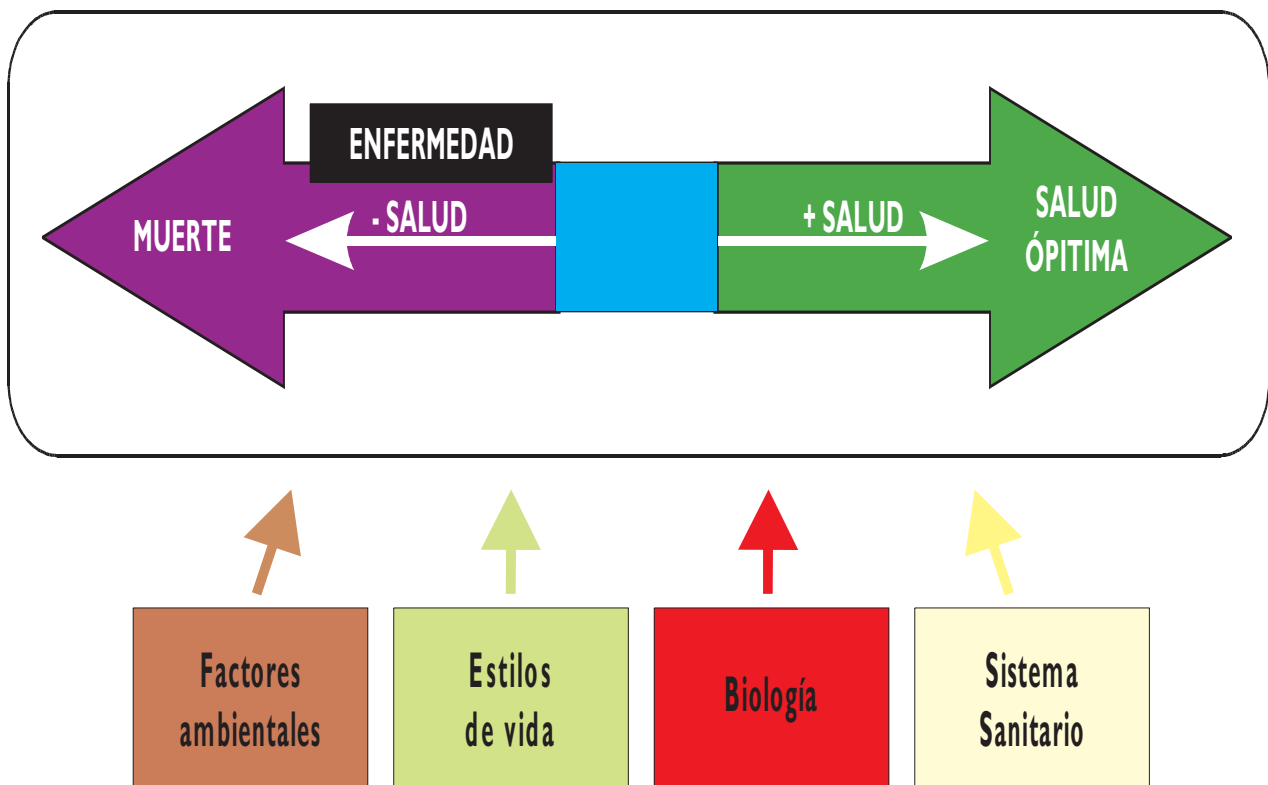 ENFERMEDAD
MUERTE
- SALUD
+ SALUD
SALUD
ÓPITIMA
Factores
ambientales
Estilos
de vida
Biología
Sistema
Sanitario